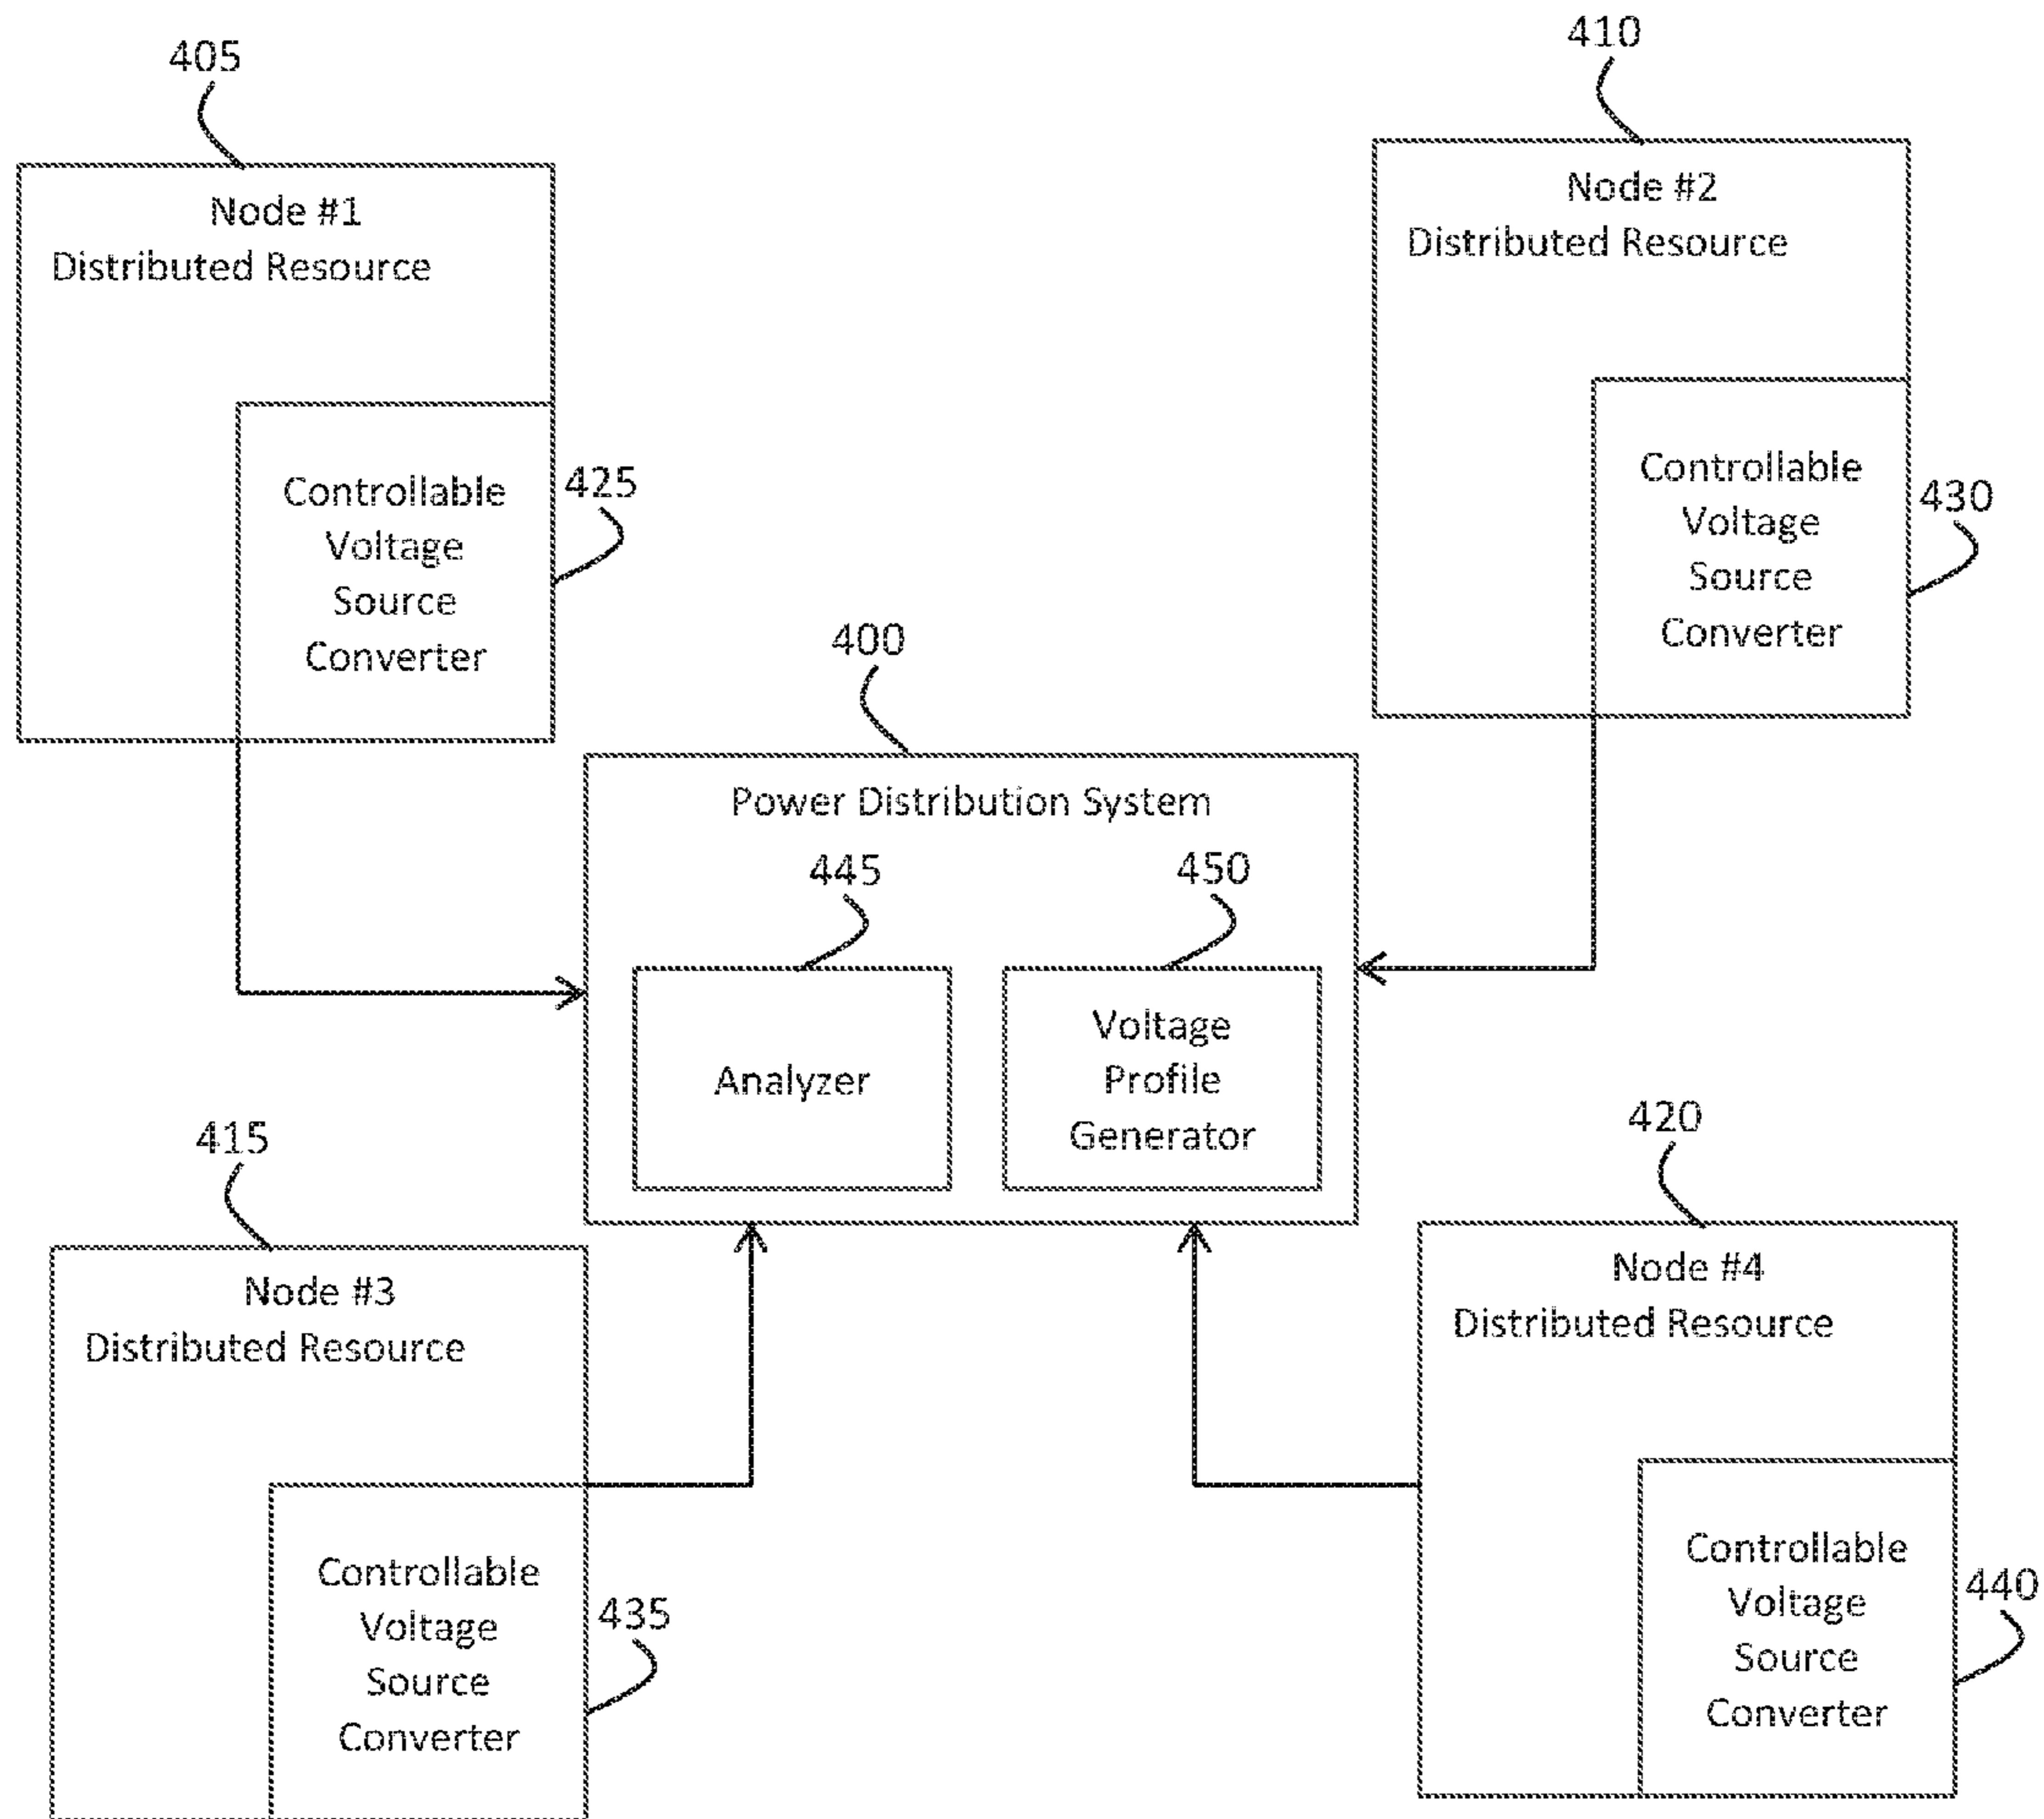 405
Node #1
Distributed Resource
Controllable
Voltage
Source
Converter
425
410
Node #2
Distributed Resource
Controllable
Voltage
Source
Converter
430
400
Power Distribution System
445
Analyzer
450
Voltage
Profile
Generator
415
Node #3
Distributed Resource
Controllable
Voltage
Source
Converter
435
420
Node #4
Distributed Resource
Controllable
Voltage
Source
Converter
440